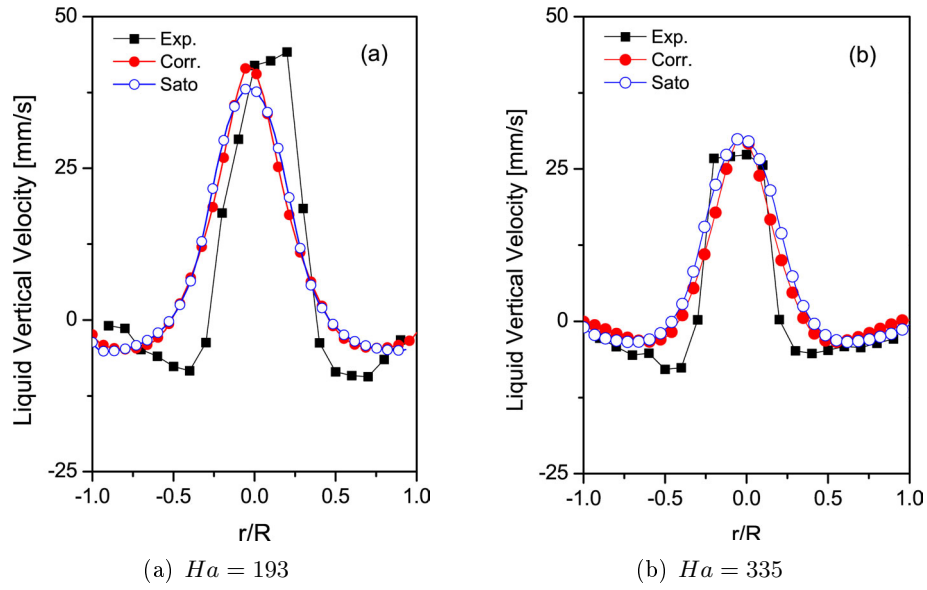 50
25
0
-25
Liquid Vertical Velocity [mm/s]
Exp.
Corr.
Sato
(a)
-1.0 -0.5 0.0 0.5 1.0
r/R
(a) Ha = 193
50
25
0
-25
Liquid Vertical Velocity [mm/s]
Exp.
Corr.
Sato
(b)
-1.0 -0.5 0.0 0.5 1.0
r/R
(b) Ha = 335